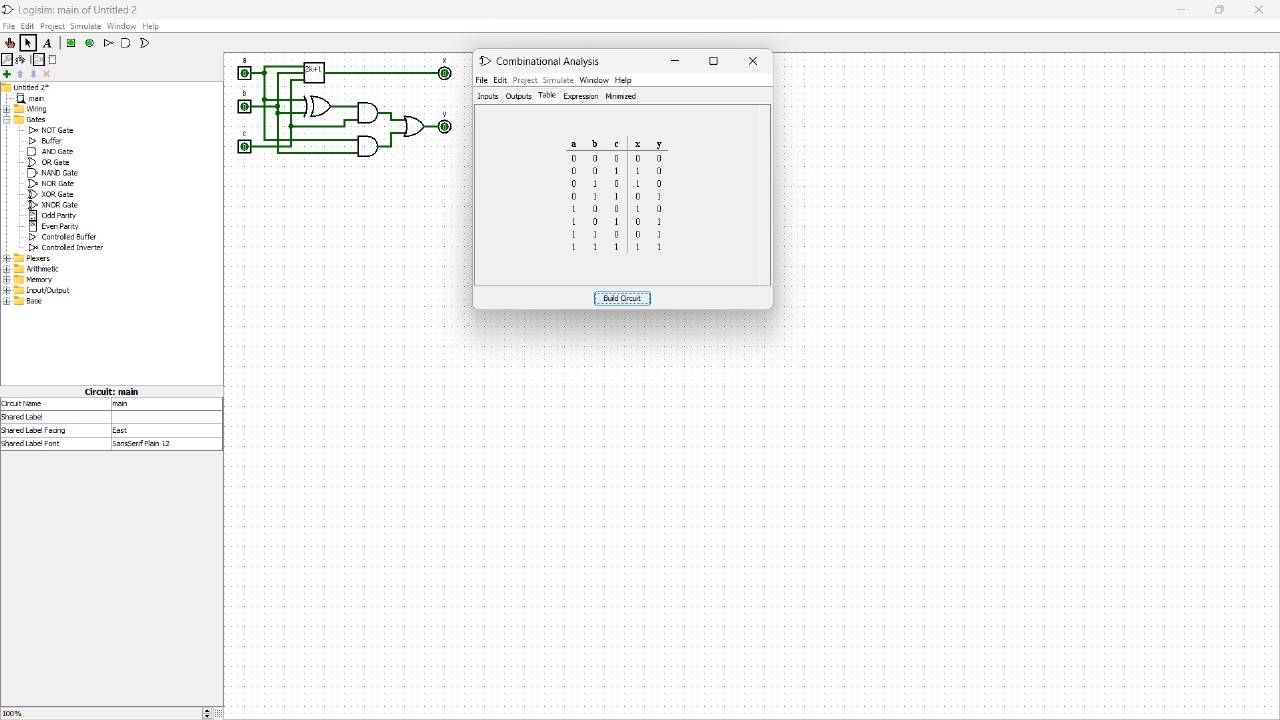 Logisim: main of Untitled 2
File Edit Project Simulate Window Help
A
Untitled 2*
main
Wiring
Gates
NOT Gate
Buffer
AND Gate
OR Gate
NAND Gate
NOR Gate
XOR Gate
XNOR Gate
Odd Parity
Even Parity
Controlled Buffer
Controlled Inverter
Plexers
Arithmetic
Memory
Input/Output
Base
Circuit: main
Circuit Name main
Shared Label
Shared Label Facing East
Shared Label Font SansSerif Plain 12
100%
a
b
c
2k+1
x
y
Combinational Analysis
File Edit Project Simulate Window Help
Inputs Outputs Table Expression Minimized
a b c x y
0 0 0 0 0
0 0 1 1 0
0 1 0 1 0
0 1 1 0 1
1 0 0 1 0
1 0 1 0 1
1 1 0 0 1
1 1 1 1 1
Build Circuit